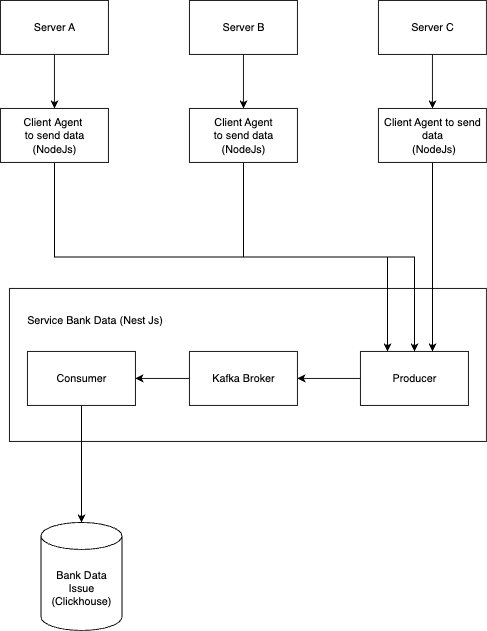 Server A
Server B
Server C
Client Agent
to send data
(NodeJs)
Client Agent
to send data
(NodeJs)
Client Agent to send
data
(NodeJs)
Service Bank Data (Nest Js)
Consumer
Kafka Broker
Producer
Bank Data
Issue
(Clickhouse)